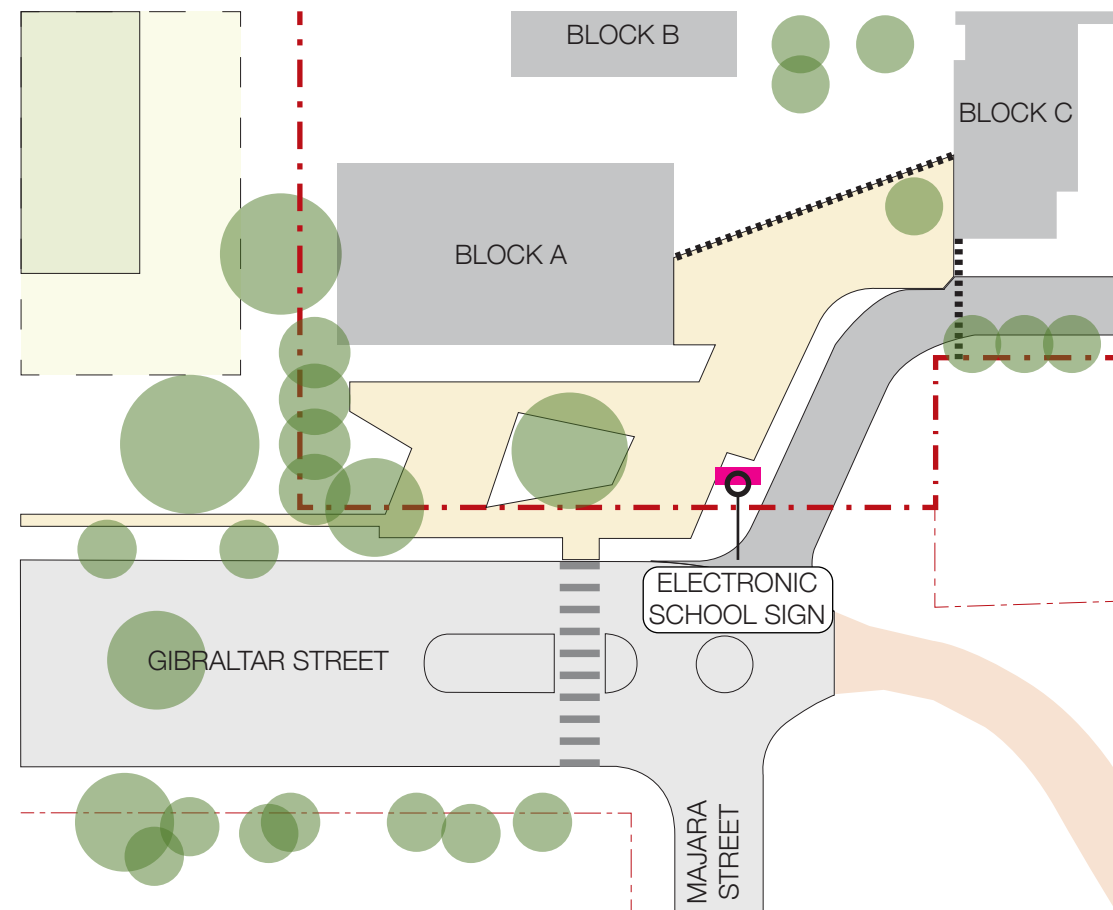 BLOCK B
BLOCK C
BLOCK A
ELECTRONIC
SCHOOL SIGN
GIBRALTAR STREET
MAJARA
STREET